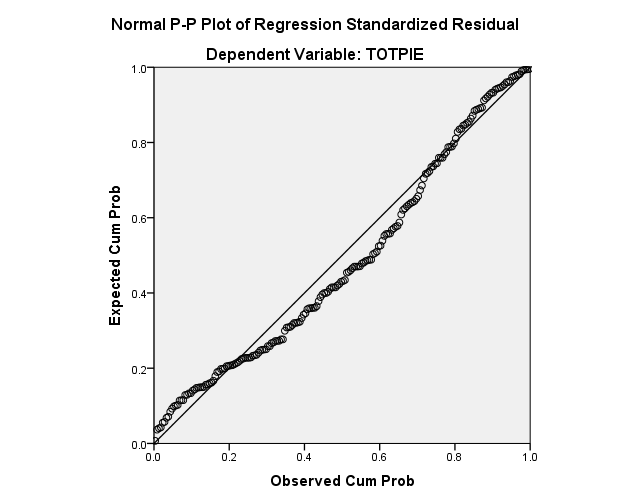 Normal P-P Plot of Regression Standardized Residual
Dependent Variable: TOTPIE
1.0
0.8
0.6
0.4
0.2
0.0
Expected Cum Prob
0.0 0.2 0.4 0.6 0.8 1.0
Observed Cum Prob